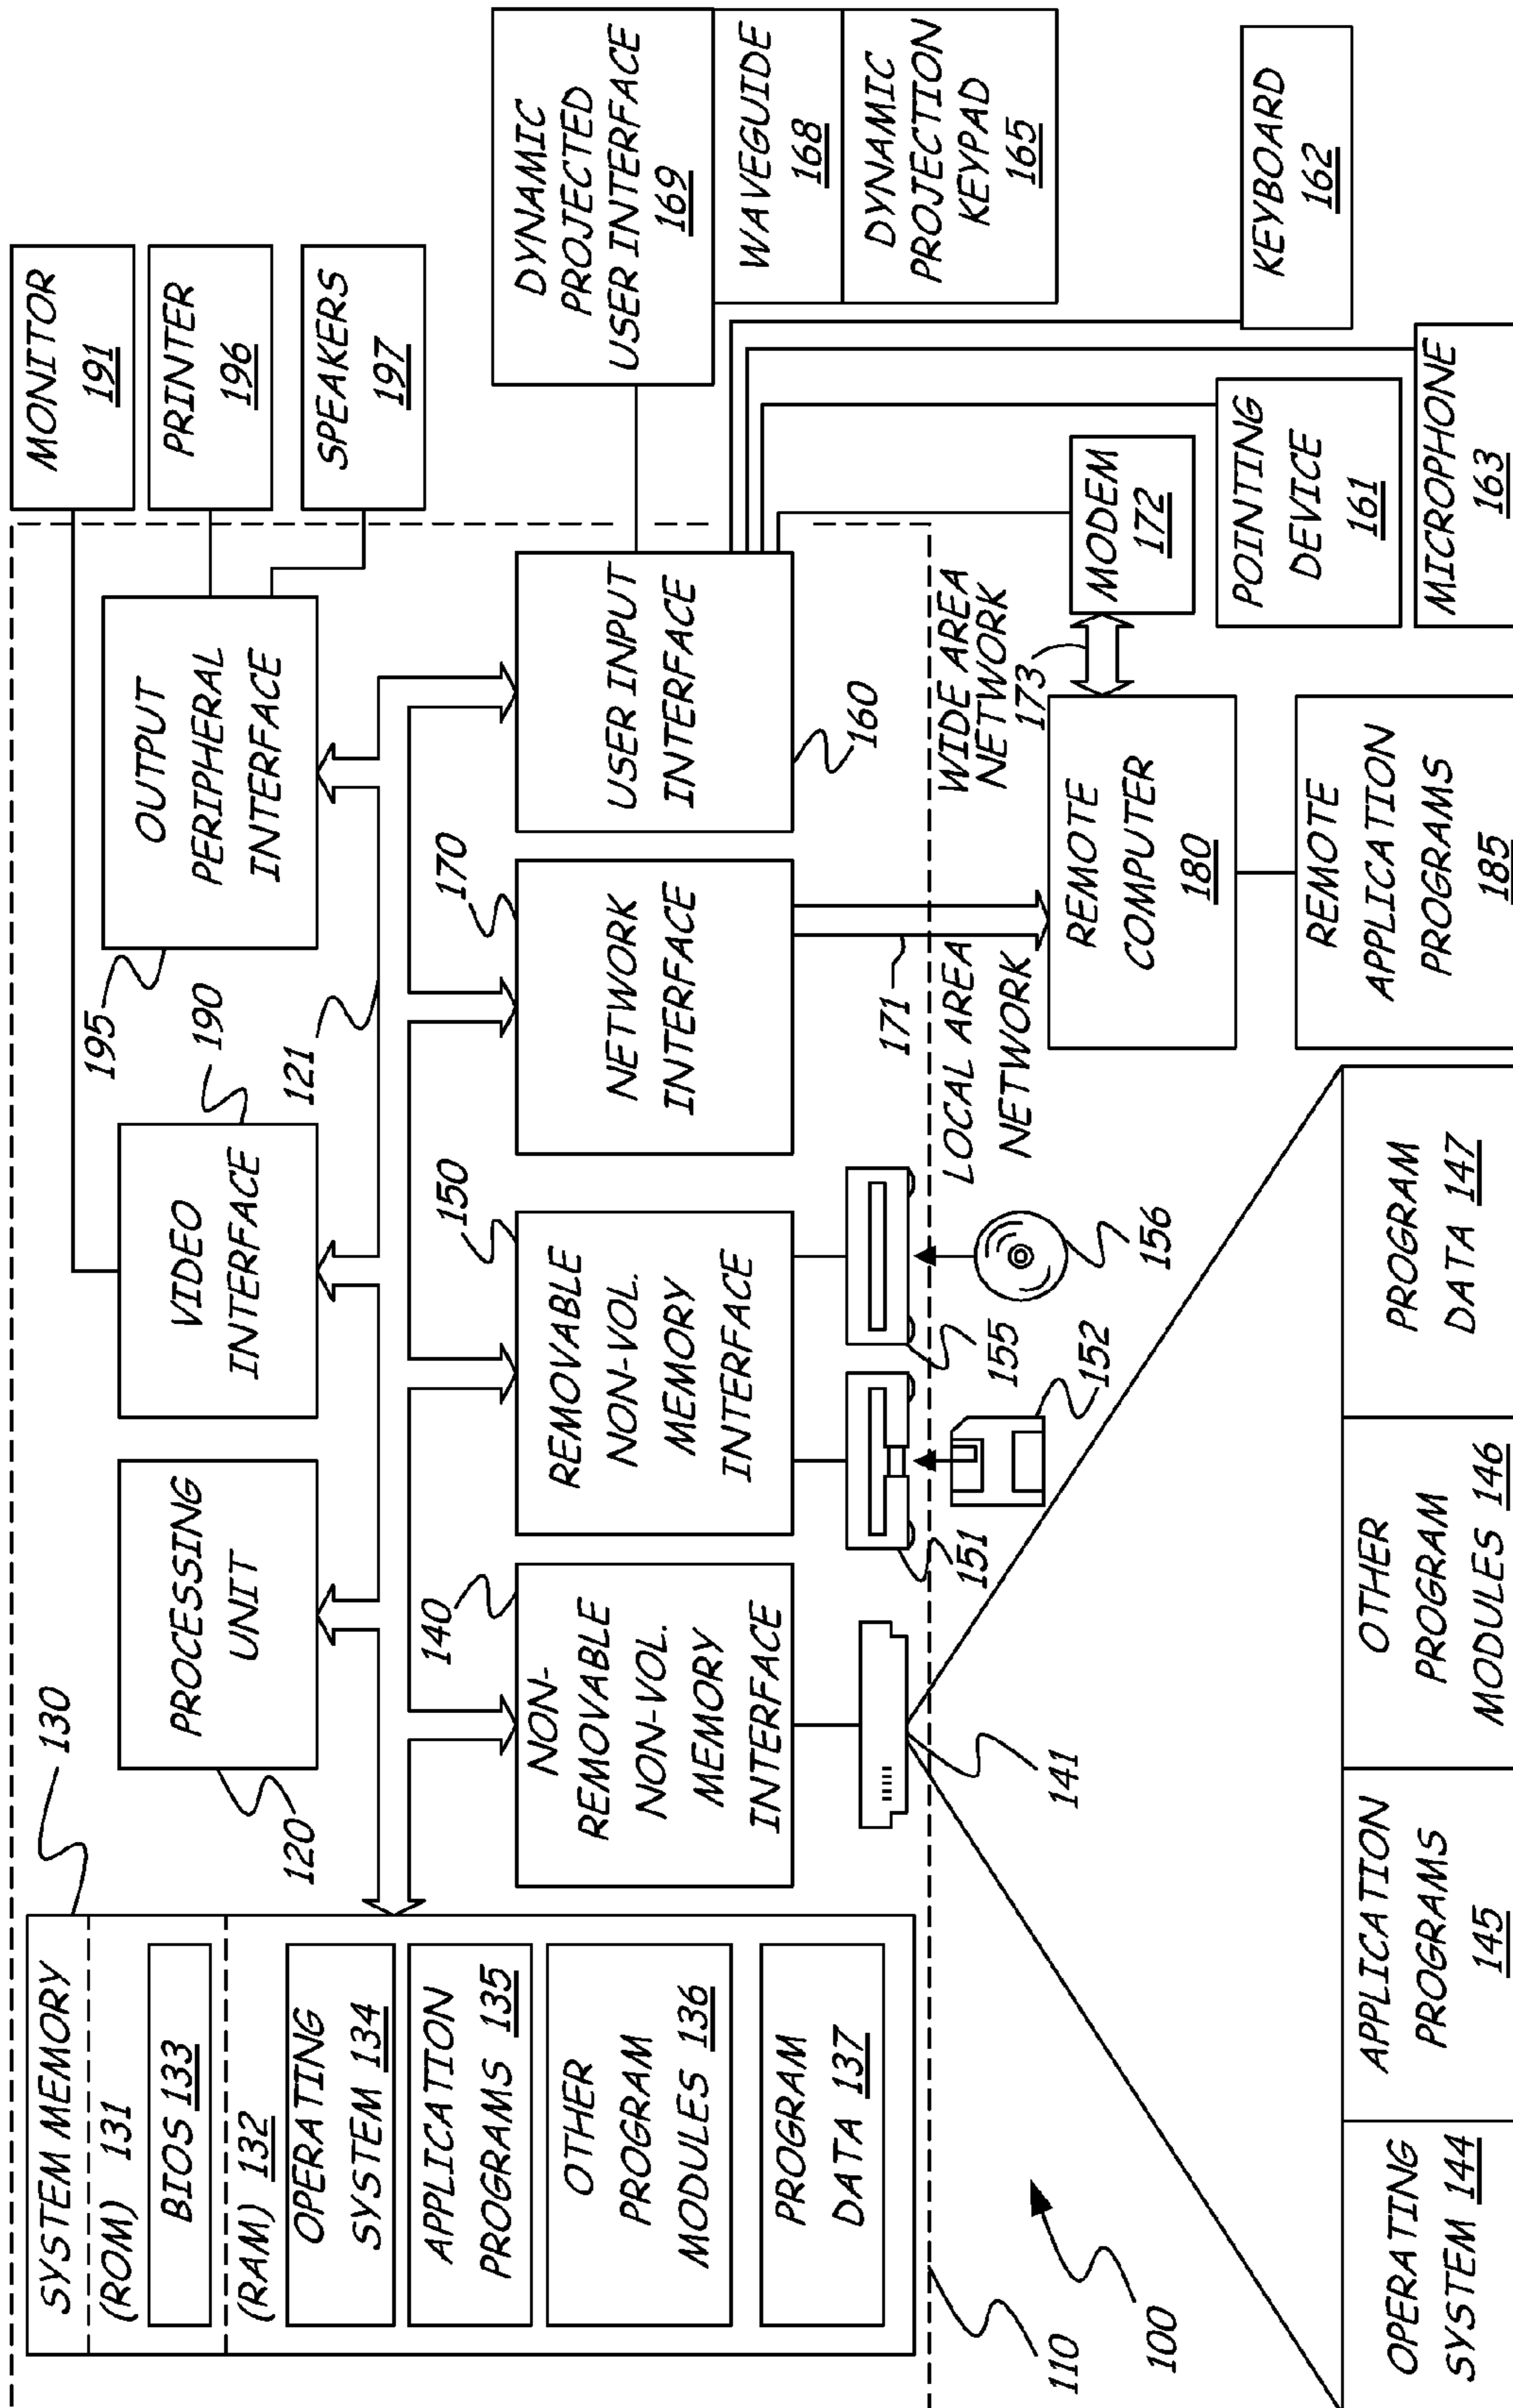 SYSTEM MEMORY
(ROM) 131
BIOS 133
(RAM) 132
OPERATING
SYSTEM 134
APPLICATION
PROGRAMS 135
OTHER
PROGRAM
MODULES 136
PROGRAM
DATA 137
130
PROCESSING
UNIT
120
VIDEO
INTERFACE
190
OUTPUT
PERIPHERAL
INTERFACE
195
121
MONITOR
191
PRINTER
196
SPEAKERS
197
NON-
REMOVABLE
NON-VOL.
MEMORY
INTERFACE
140
REMOVABLE
NON-VOL.
MEMORY
INTERFACE
150
NETWORK
INTERFACE
170
USER INPUT
INTERFACE
160
DYNAMIC
PROJECTED
USER INTERFACE
169
WAVEGUIDE
168
DYNAMIC
PROJECTION
KEYPAD
165
141
151
152
155
156
171
LOCAL AREA
NETWORK
WIDE AREA
NETWORK
173
MODEM
172
KEYBOARD
162
POINTING
DEVICE
161
MICROPHONE
163
REMOTE
COMPUTER
180
REMOTE
APPLICATION
PROGRAMS
185
110
100
OPERATING
SYSTEM 144
APPLICATION
PROGRAMS
145
OTHER
PROGRAM
MODULES 146
PROGRAM
DATA 147